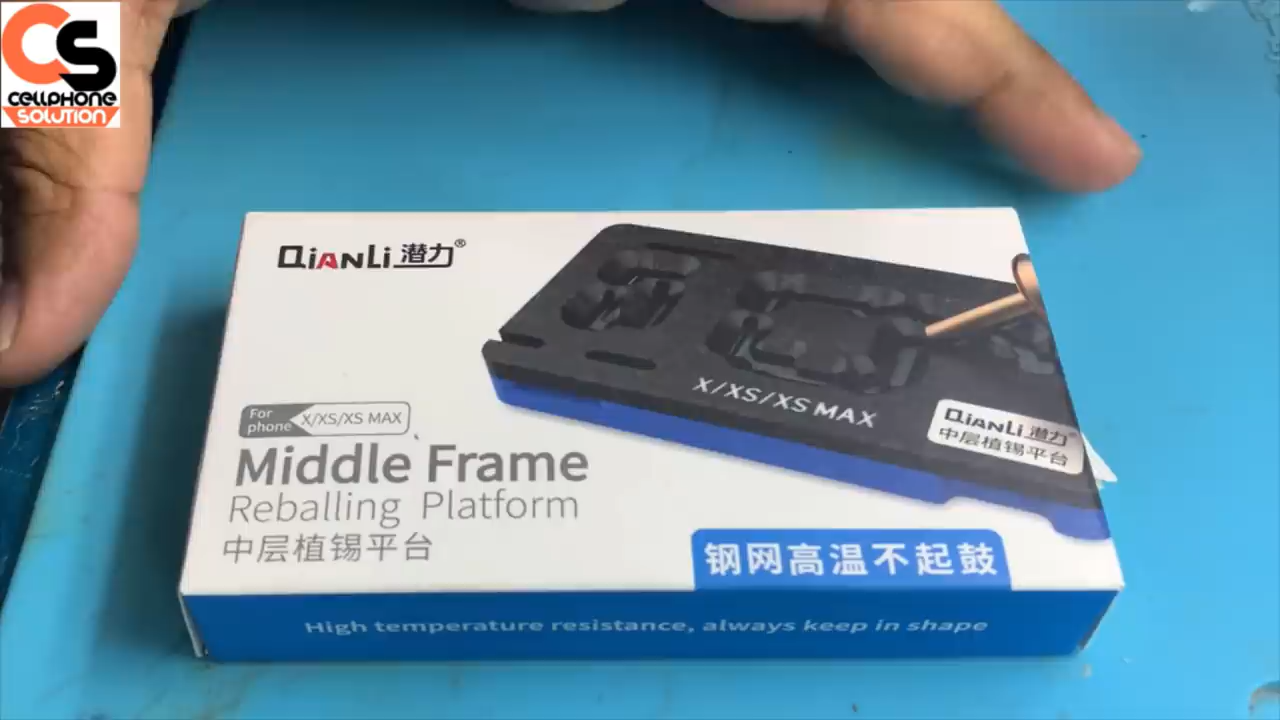 CS
CELLPHONE
SOLUTION
QiANLi 潜力®
X/XS/XS MAX
QiANLi 潜力®
中层植锡平台
For phone X/XS/XS MAX
Middle Frame
Reballing Platform
中层植锡平台
钢网高温不起鼓
High temperature resistance, always keep in shape